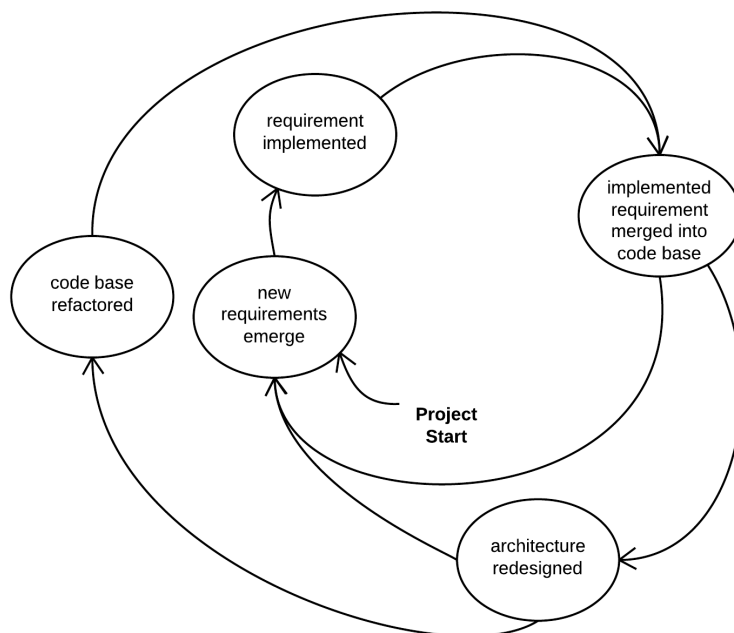 requirement
implemented
implemented
requirement
merged into
code base
code base
refactored
new
requirements
emerge
Project
Start
architecture
redesigned